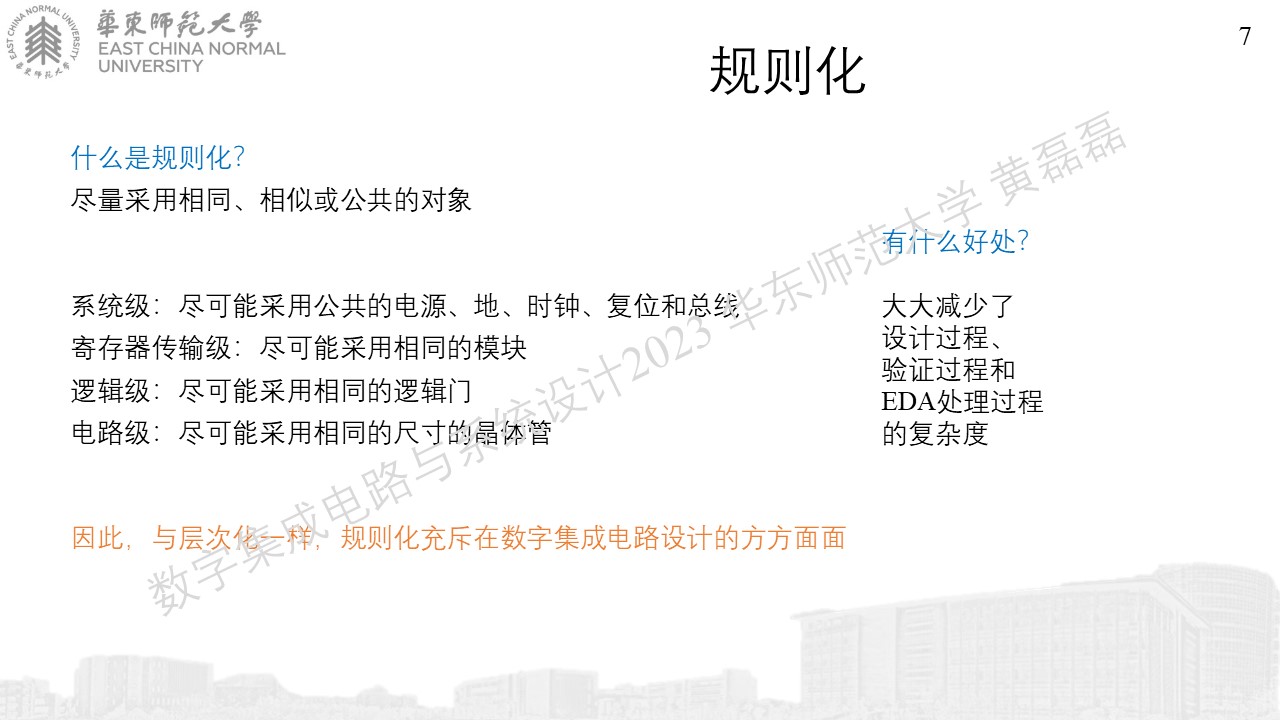 EAST CHINA NORMAL UNIVERSITY
華東師范大學
華東師范大學
EAST CHINA NORMAL
UNIVERSITY
7
规则化
什么是规则化？
尽量采用相同、相似或公共的对象
系统级：尽可能采用公共的电源、地、时钟、复位和总线
寄存器传输级：尽可能采用相同的模块
逻辑级：尽可能采用相同的逻辑门
电路级：尽可能采用相同的尺寸的晶体管
有什么好处？
大大减少了
设计过程、
验证过程和
EDA处理过程
的复杂度
因此，与层次化一样，规则化充斥在数字集成电路设计的方方面面
数字集成电路与系统设计2023 华东师范大学 黄磊磊